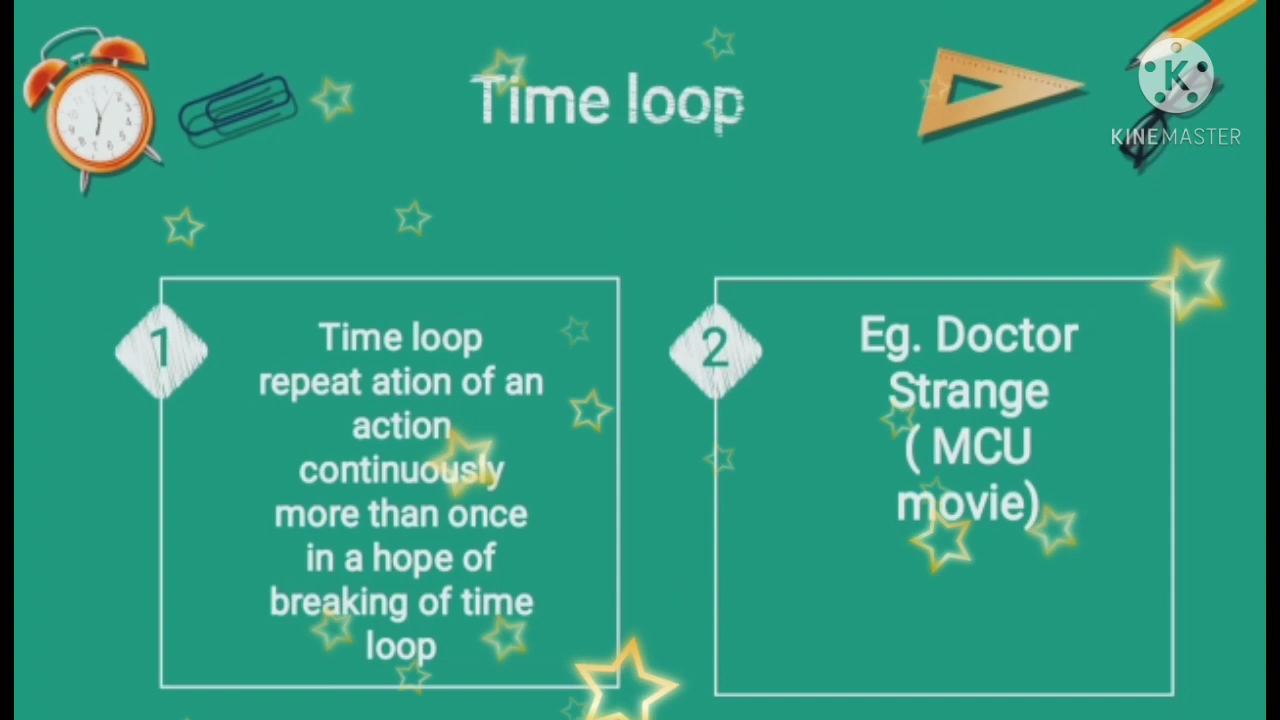 Time loop
K
KINEMASTER
1
Time loop
repeat ation of an
action
continuously
more than once
in a hope of
breaking of time
loop
2
Eg. Doctor
Strange
( MCU
movie)